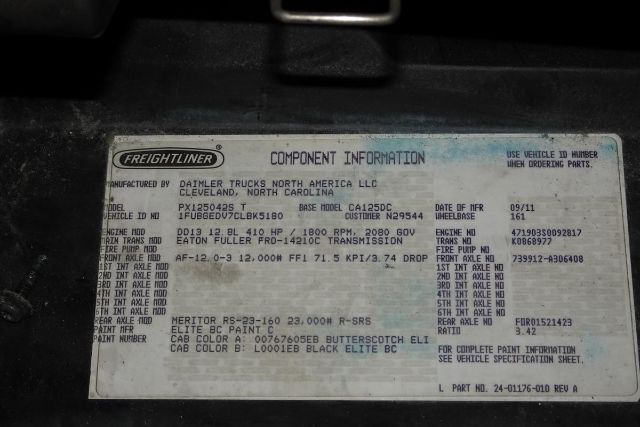 FREIGHTLINER ® COMPONENT INFORMATION USE VEHICLE ID NUMBER
WHEN ORDERING PARTS.
MANUFACTURED BY DAIMLER TRUCKS NORTH AMERICA LLC
CLEVELAND, NORTH CAROLINA
MODEL PX125042S T BASE MODEL CA125DC DATE 09/11
VEHICLE ID NUMBER 1FUBGEDV7CLBK5180 CUSTOMER N29544 WHEELBASE 161
ENGINE MOD DD13 12.8L 410 HP / 1800 RPM, 2080 GOV ENGINE NO 471903S0092817
MAIN TRANS MOD EATON FULLER FRO-14210C TRANSMISSION TRANS NO K0868977
FIRE PUMP MOD FIRE PUMP NO
FRONT AXLE MOD AF-12.0-3 12,000# FF1 71.5 KPI/3.74 DROP FRONT AXLE NO 739912-A306408
1ST INT AXLE MOD 1ST INT AXLE NO
2ND INT AXLE MOD 2ND INT AXLE NO
3RD INT AXLE MOD 3RD INT AXLE NO
4TH INT AXLE MOD 4TH INT AXLE NO
5TH INT AXLE MOD 5TH INT AXLE NO
6TH INT AXLE MOD 6TH INT AXLE NO
REAR AXLE MOD MERITOR RS-23-160 23,000# R-SRS REAR AXLE NO FDR01521423
PAINT MFR ELITE BC PAINT C RATIO 3.42
PAINT NUMBER CAB COLOR A: 00767605EB BUTTERSCOTCH ELI
CAB COLOR B: L0001EB BLACK ELITE BC FOR COMPLETE PAINT INFORMATION
SEE VEHICLE SPECIFICATION SHEET.
L PART NO. 24-01176-010 REV A